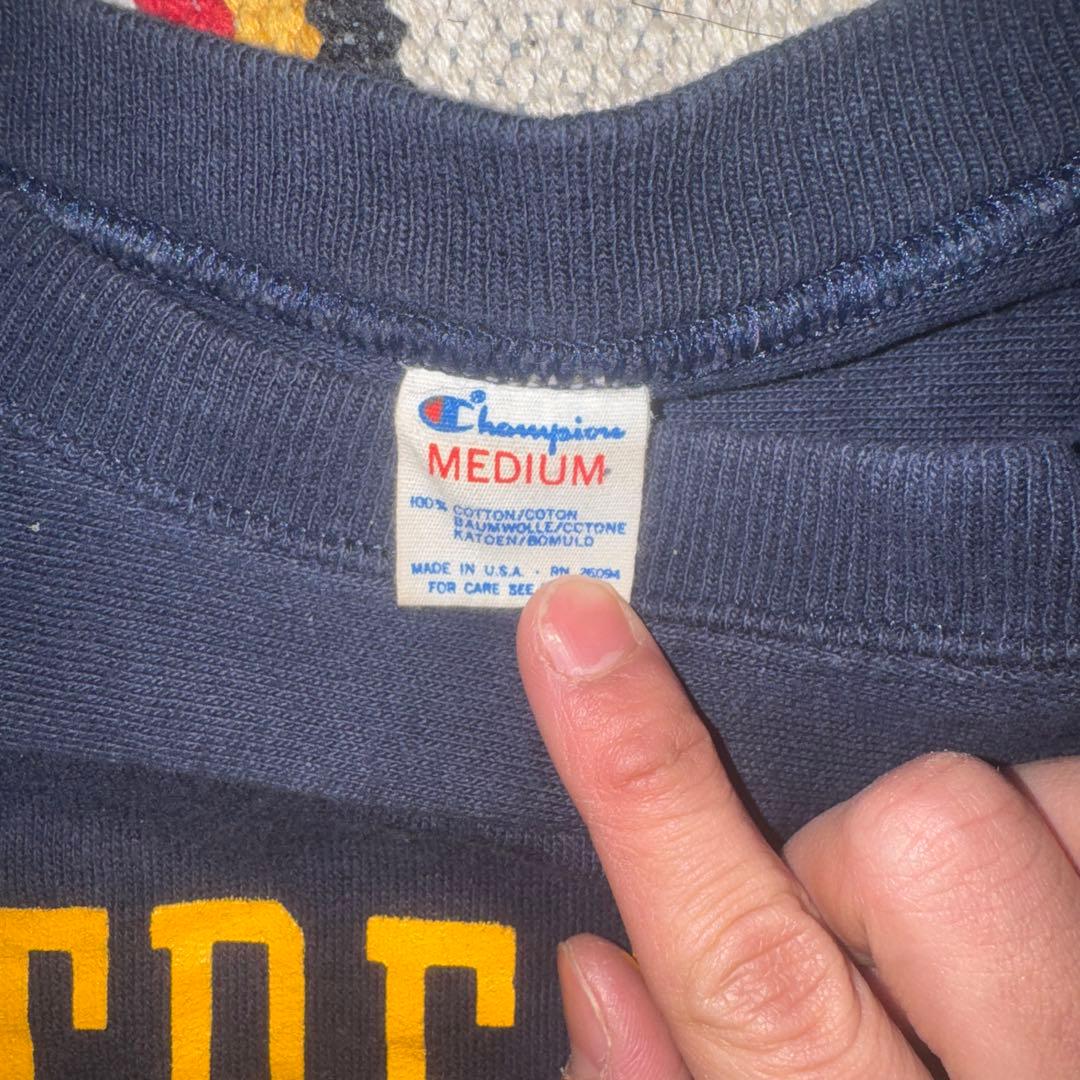 Champion
MEDIUM
100% COTTON/COTON
BAUMWOLLE/COTONE
KATOEN/BOMULD
MADE IN U.S.A. - RN 26094
FOR CARE SEE